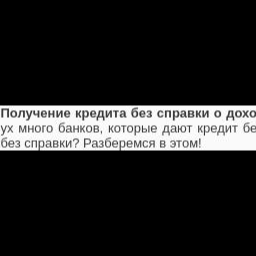 Получение кредита без справки о дохо
ух много банков, которые дают кредит бе
без справки? Разберемся в этом!